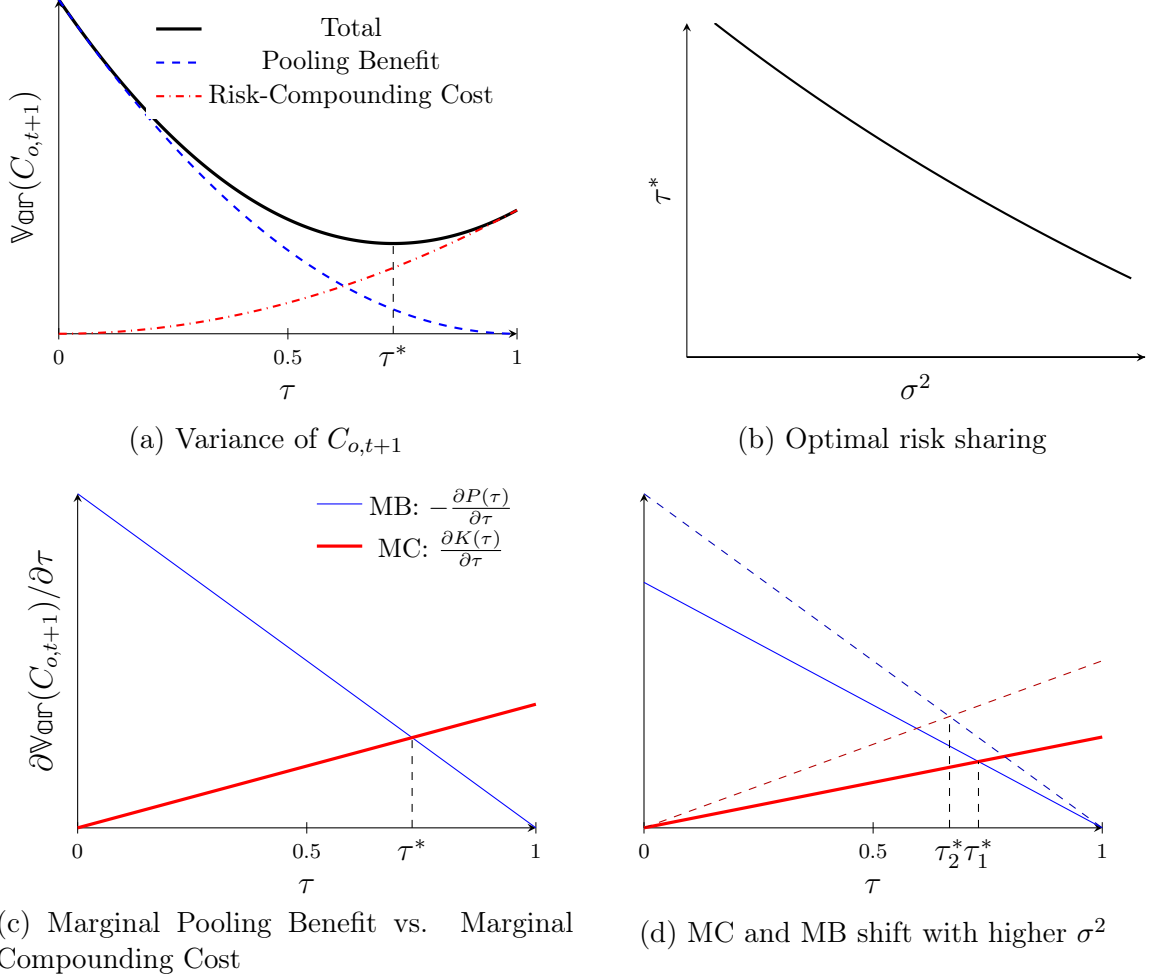 Total
Pooling Benefit
Risk-Compounding Cost
𝕍𝕒𝕣(C_{o,t+1})
0
0.5
τ*
1
τ
(a) Variance of C_{o,t+1}
τ*
σ²
(b) Optimal risk sharing
MB: −∂P(τ)/∂τ
MC: ∂K(τ)/∂τ
∂𝕍𝕒𝕣(C_{o,t+1})/∂τ
0
0.5
τ*
1
τ
(c) Marginal Pooling Benefit vs. Marginal
Compounding Cost
0
0.5
τ₂*τ₁*
1
τ
(d) MC and MB shift with higher σ²